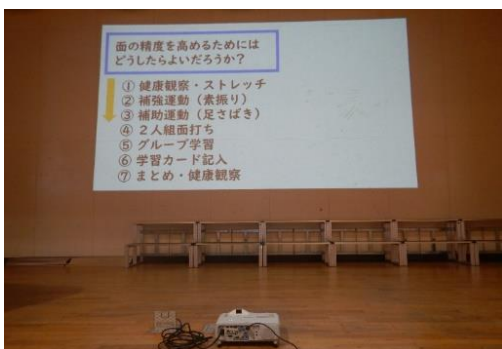 面の精度を高めるためには
どうしたらよいだろうか？
① 健康観察・ストレッチ
② 補強運動（素振り）
③ 補助運動（足さばき）
④ ２人組面打ち
⑤ グループ学習
⑥ 学習カード記入
⑦ まとめ・健康観察